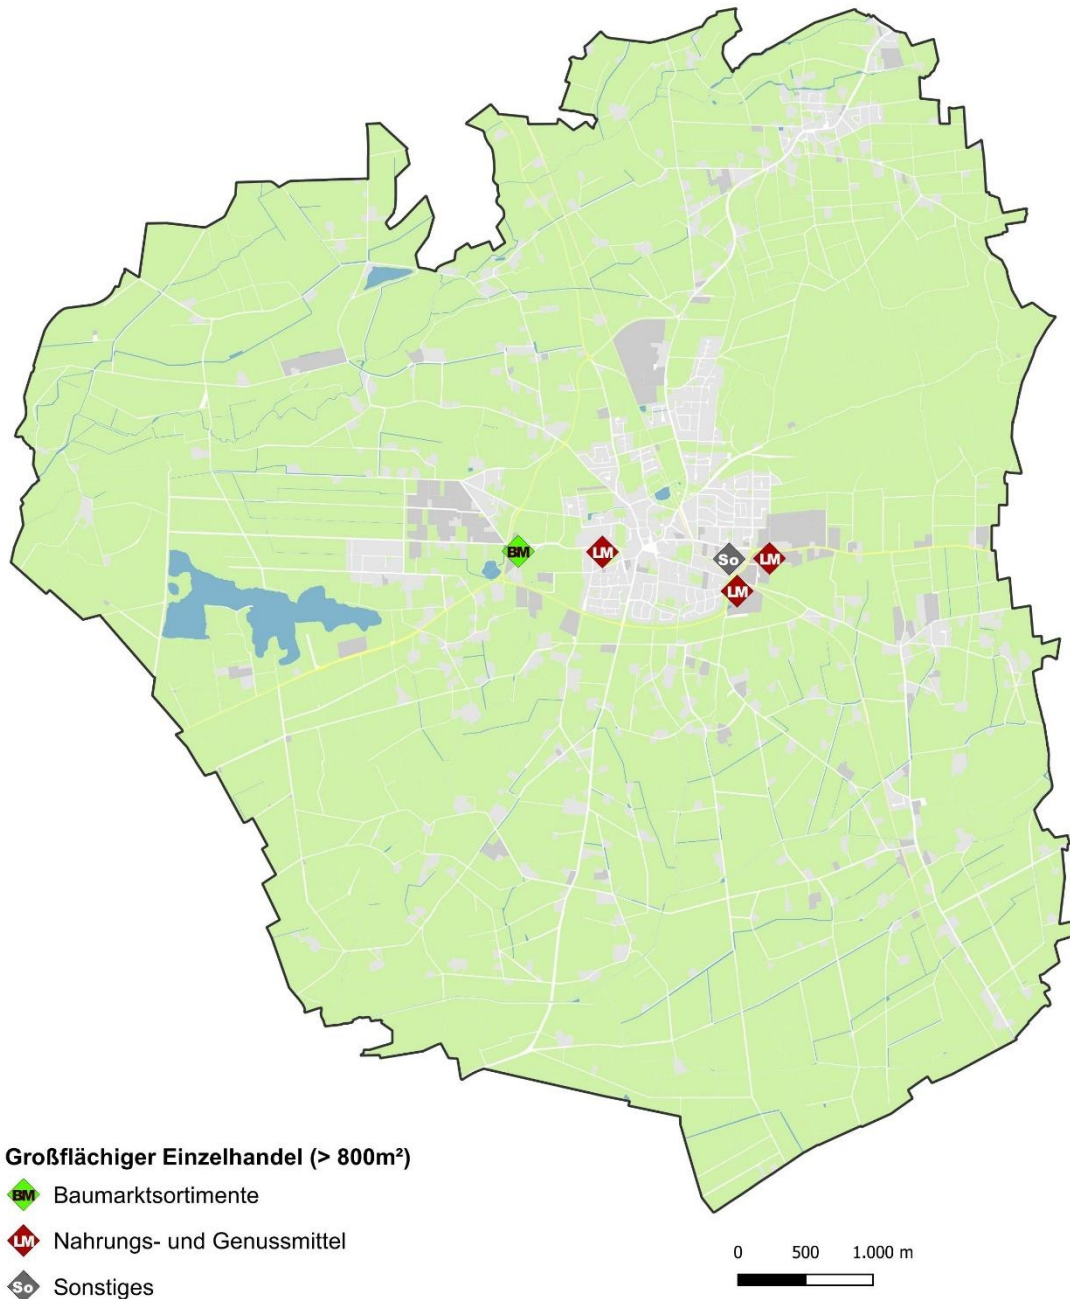 BM
LM
So
LM
LM
Großflächiger Einzelhandel (> 800m²)
BM Baumarktsortimente
LM Nahrungs- und Genussmittel
So Sonstiges
0 500 1.000 m